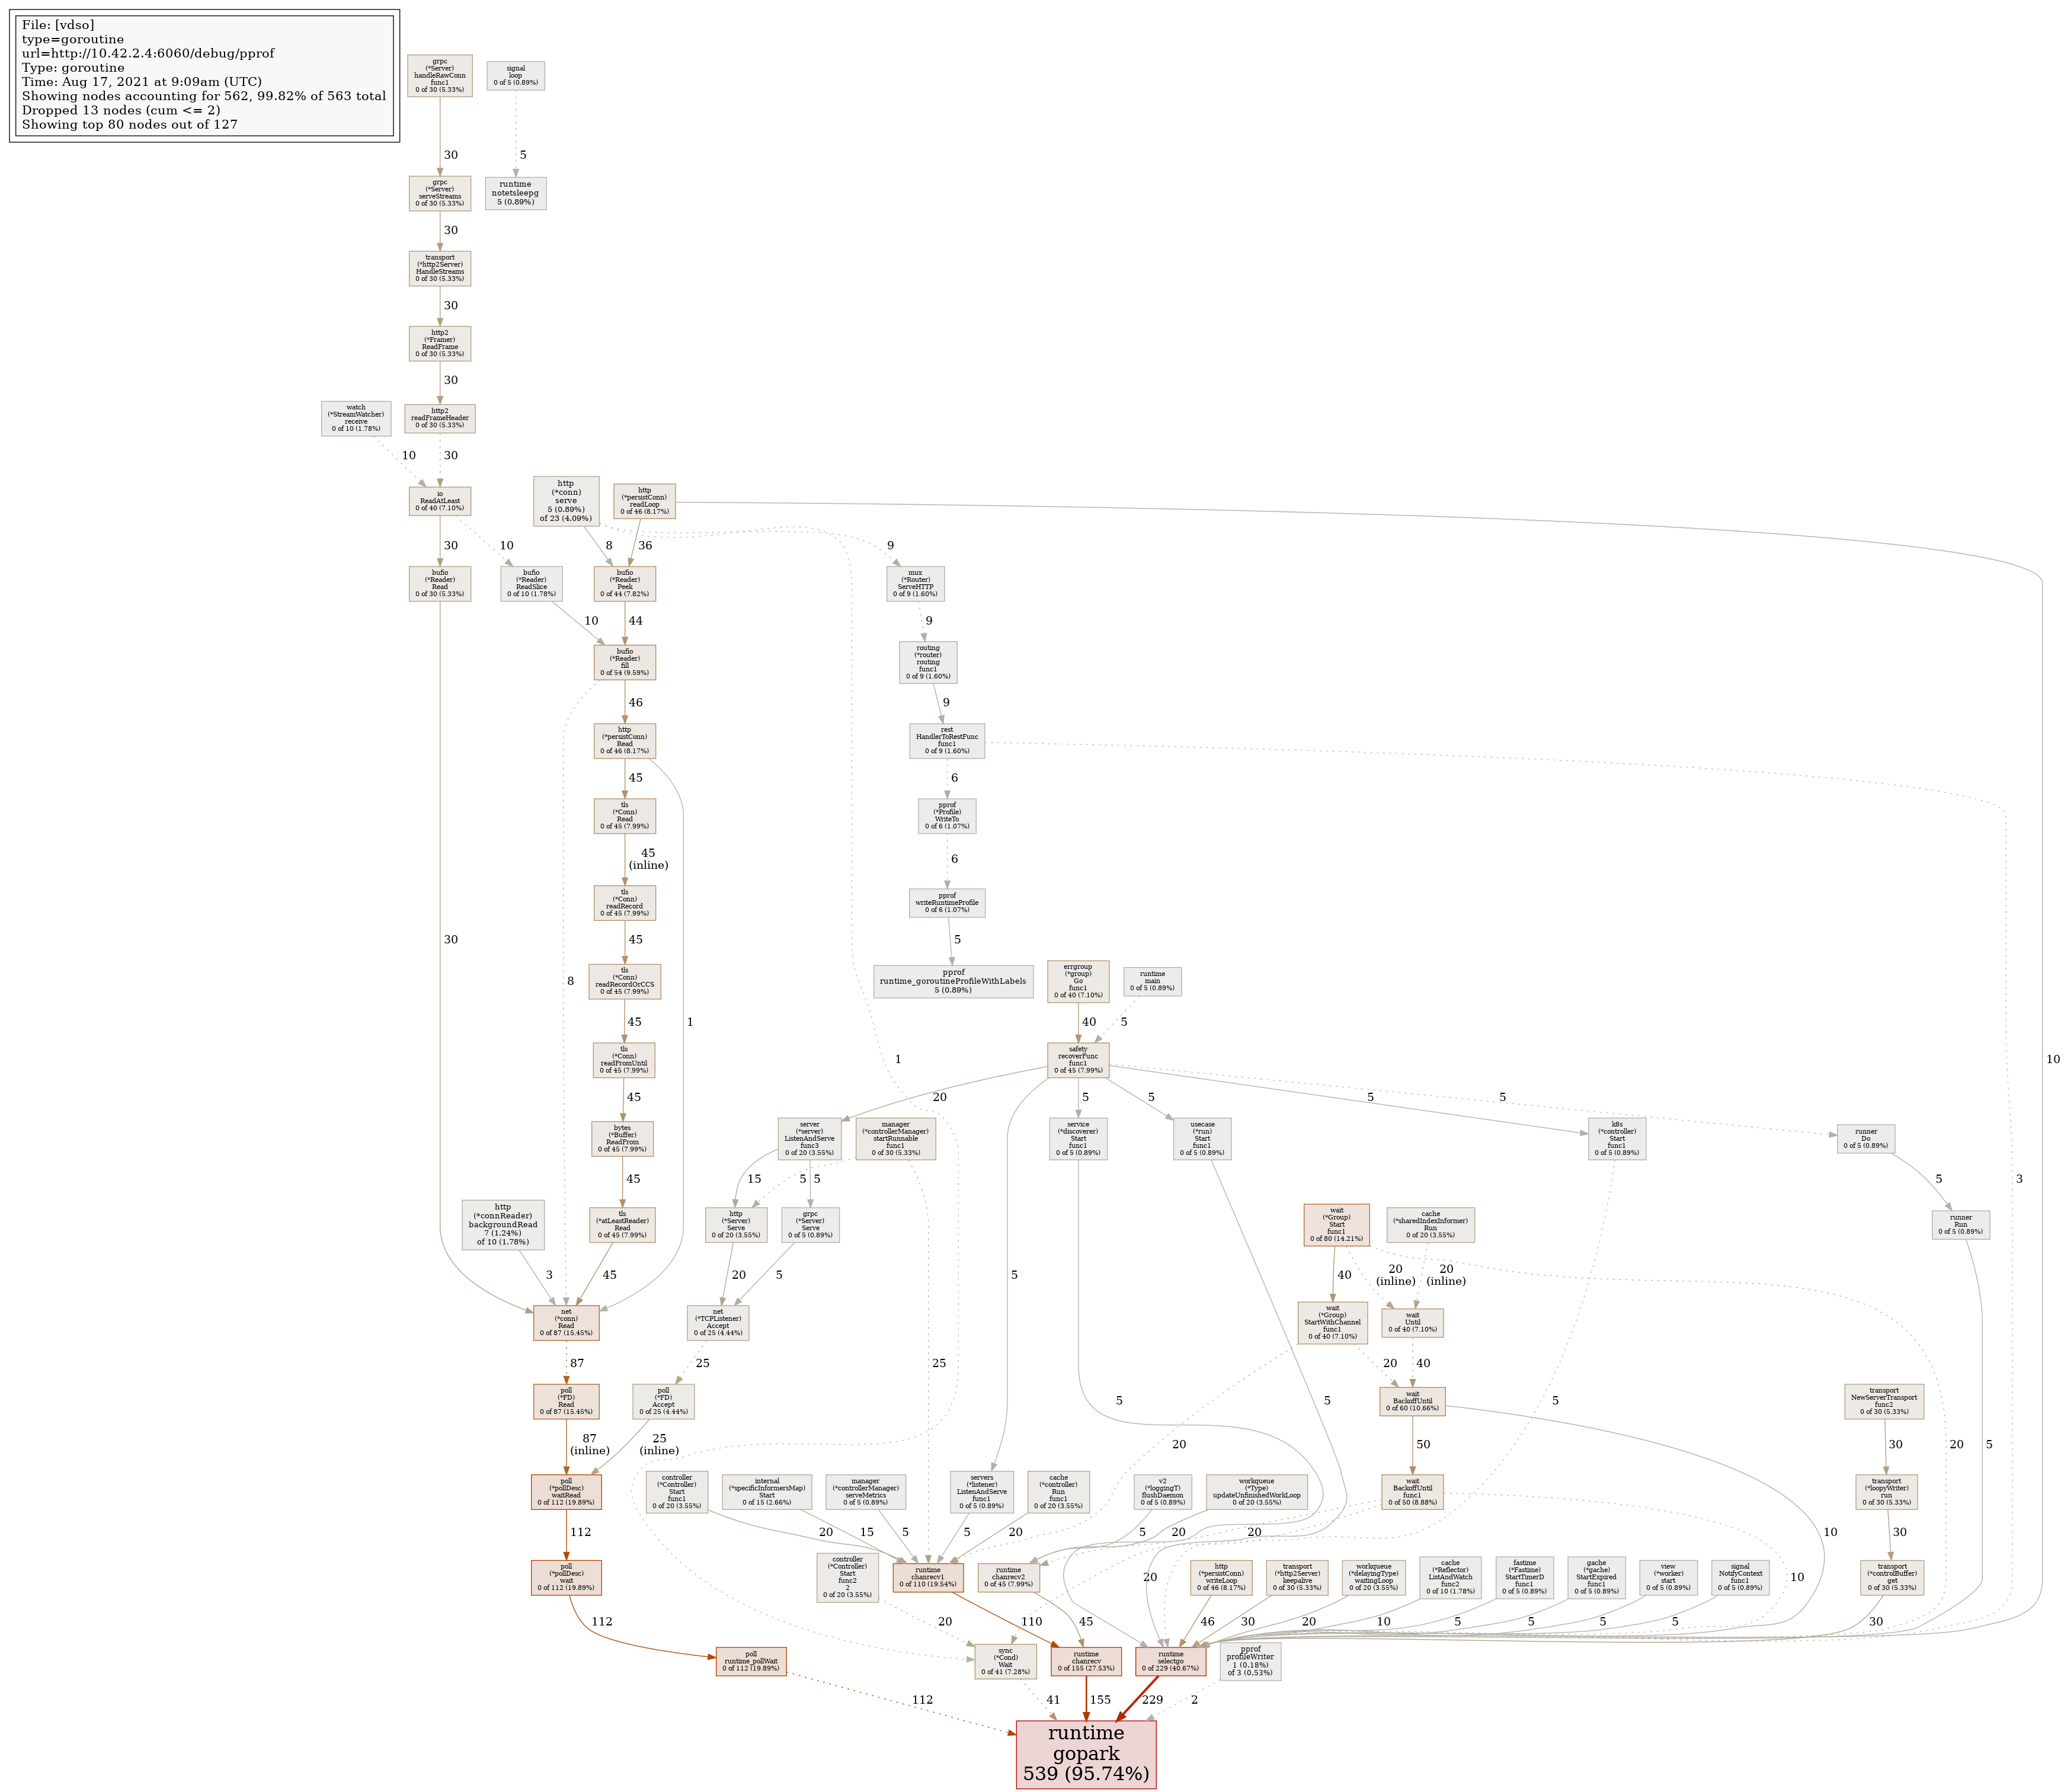 File: [vdso]
type=goroutine
url=http://10.42.2.4:6060/debug/pprof
Type: goroutine
Time: Aug 17, 2021 at 9:09am (UTC)
Showing nodes accounting for 562, 99.82% of 563 total
Dropped 13 nodes (cum <= 2)
Showing top 80 nodes out of 127
grpc
(*Server)
handleRawConn
func1
0 of 30 (5.33%)
signal
loop
0 of 5 (0.89%)
30
5
grpc
(*Server)
serveStreams
0 of 30 (5.33%)
runtime
notetsleepg
5 (0.89%)
30
transport
(*http2Server)
HandleStreams
0 of 30 (5.33%)
30
http2
(*Framer)
ReadFrame
0 of 30 (5.33%)
30
watch
(*StreamWatcher)
receive
0 of 10 (1.78%)
http2
readFrameHeader
0 of 30 (5.33%)
10
30
io
ReadAtLeast
0 of 40 (7.10%)
http
(*conn)
serve
5 (0.89%)
of 23 (4.09%)
http
(*persistConn)
readLoop
0 of 46 (8.17%)
30
10
8
36
9
bufio
(*Reader)
Read
0 of 30 (5.33%)
bufio
(*Reader)
ReadSlice
0 of 10 (1.78%)
bufio
(*Reader)
Peek
0 of 44 (7.82%)
mux
(*Router)
ServeHTTP
0 of 9 (1.60%)
10
44
9
bufio
(*Reader)
fill
0 of 54 (9.59%)
routing
(*router)
routing
func1
0 of 9 (1.60%)
46
9
http
(*persistConn)
Read
0 of 46 (8.17%)
rest
HandlerToRestFunc
func1
0 of 9 (1.60%)
45
6
tls
(*Conn)
Read
0 of 45 (7.99%)
pprof
(*Profile)
WriteTo
0 of 6 (1.07%)
45
(inline)
6
tls
(*Conn)
readRecord
0 of 45 (7.99%)
pprof
writeRuntimeProfile
0 of 6 (1.07%)
30
45
5
8
tls
(*Conn)
readRecordOrCCS
0 of 45 (7.99%)
pprof
runtime_goroutineProfileWithLabels
5 (0.89%)
errgroup
(*group)
Go
func1
0 of 40 (7.10%)
runtime
main
0 of 5 (0.89%)
45
1
40
5
tls
(*Conn)
readFromUntil
0 of 45 (7.99%)
1
safety
recoverFunc
func1
0 of 45 (7.99%)
10
45
20
5
5
5
5
3
bytes
(*Buffer)
ReadFrom
0 of 45 (7.99%)
server
(*server)
ListenAndServe
func3
0 of 20 (3.55%)
manager
(*controllerManager)
startRunnable
func1
0 of 30 (5.33%)
service
(*discoverer)
Start
func1
0 of 5 (0.89%)
usecase
(*run)
Start
func1
0 of 5 (0.89%)
k8s
(*controller)
Start
func1
0 of 5 (0.89%)
runner
Do
0 of 5 (0.89%)
45
15
5
5
5
http
(*connReader)
backgroundRead
7 (1.24%)
of 10 (1.78%)
tls
(*atLeastReader)
Read
0 of 45 (7.99%)
http
(*Server)
Serve
0 of 20 (3.55%)
grpc
(*Server)
Serve
0 of 5 (0.89%)
wait
(*Group)
Start
func1
0 of 80 (14.21%)
cache
(*sharedIndexInformer)
Run
0 of 20 (3.55%)
runner
Run
0 of 5 (0.89%)
3
45
20
5
5
40
20
(inline)
20
(inline)
net
(*conn)
Read
0 of 87 (15.45%)
net
(*TCPListener)
Accept
0 of 25 (4.44%)
wait
(*Group)
StartWithChannel
func1
0 of 40 (7.10%)
wait
Until
0 of 40 (7.10%)
87
25
25
20
40
poll
(*FD)
Read
0 of 87 (15.45%)
poll
(*FD)
Accept
0 of 25 (4.44%)
5
5
5
wait
BackoffUntil
0 of 60 (10.66%)
transport
NewServerTransport
func2
0 of 30 (5.33%)
87
(inline)
25
(inline)
20
50
30
20
5
poll
(*pollDesc)
waitRead
0 of 112 (19.89%)
controller
(*Controller)
Start
func1
0 of 20 (3.55%)
internal
(*specificInformersMap)
Start
0 of 15 (2.66%)
manager
(*controllerManager)
serveMetrics
0 of 5 (0.89%)
servers
(*listener)
ListenAndServe
func1
0 of 5 (0.89%)
cache
(*controller)
Run
func1
0 of 20 (3.55%)
v2
(*loggingT)
flushDaemon
0 of 5 (0.89%)
workqueue
(*Type)
updateUnfinishedWorkLoop
0 of 20 (3.55%)
wait
BackoffUntil
func1
0 of 50 (8.88%)
transport
(*loopyWriter)
run
0 of 30 (5.33%)
112
20
15
5
5
20
5
20
20
10
30
poll
(*pollDesc)
wait
0 of 112 (19.89%)
controller
(*Controller)
Start
func2
2
0 of 20 (3.55%)
runtime
chanrecv1
0 of 110 (19.54%)
runtime
chanrecv2
0 of 45 (7.99%)
20
http
(*persistConn)
writeLoop
0 of 46 (8.17%)
transport
(*http2Server)
keepalive
0 of 30 (5.33%)
workqueue
(*delayingType)
waitingLoop
0 of 20 (3.55%)
cache
(*Reflector)
ListAndWatch
func2
0 of 10 (1.78%)
fastime
(*Fastime)
StartTimerD
func1
0 of 5 (0.89%)
gache
(*gache)
StartExpired
func1
0 of 5 (0.89%)
view
(*worker)
start
0 of 5 (0.89%)
signal
NotifyContext
func1
0 of 5 (0.89%)
10
transport
(*controlBuffer)
get
0 of 30 (5.33%)
112
20
110
45
46
30
20
10
5
5
5
5
30
poll
runtime_pollWait
0 of 112 (19.89%)
sync
(*Cond)
Wait
0 of 41 (7.28%)
runtime
chanrecv
0 of 155 (27.53%)
runtime
selectgo
0 of 229 (40.67%)
pprof
profileWriter
1 (0.18%)
of 3 (0.53%)
112
41
155
229
2
runtime
gopark
539 (95.74%)